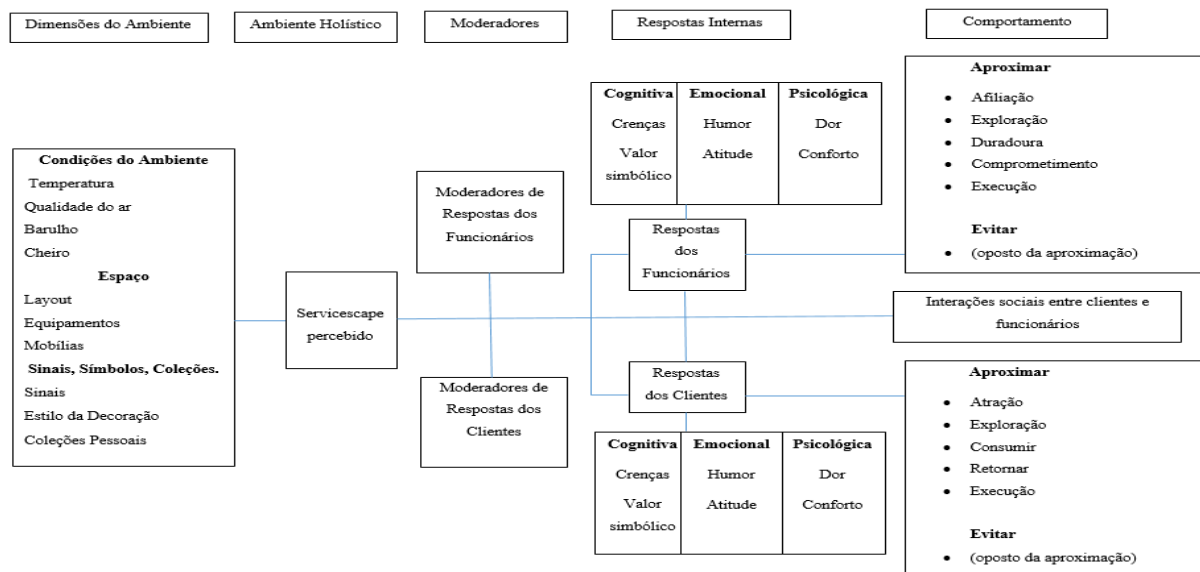 Dimensões do Ambiente
Ambiente Holístico
Moderadores
Respostas Internas
Comportamento
Condições do Ambiente
Temperatura
Qualidade do ar
Barulho
Cheiro
Espaço
Layout
Equipamentos
Mobílias
Sinais, Símbolos, Coleções.
Sinais
Estilo da Decoração
Coleções Pessoais
Servicescape
percebido
Moderadores de
Respostas dos
Funcionários
Moderadores de
Respostas dos
Clientes
Cognitiva
Crenças
Valor
simbólico
Emocional
Humor
Atitude
Psicológica
Dor
Conforto
Respostas
dos
Funcionários
Respostas
dos Clientes
Cognitiva
Crenças
Valor
simbólico
Emocional
Humor
Atitude
Psicológica
Dor
Conforto
Aproximar
• Afiliação
• Exploração
• Duradoura
• Comprometimento
• Execução
Evitar
• (oposto da aproximação)
Interações sociais entre clientes e
funcionários
Aproximar
• Atração
• Exploração
• Consumir
• Retornar
• Execução
Evitar
• (oposto da aproximação)